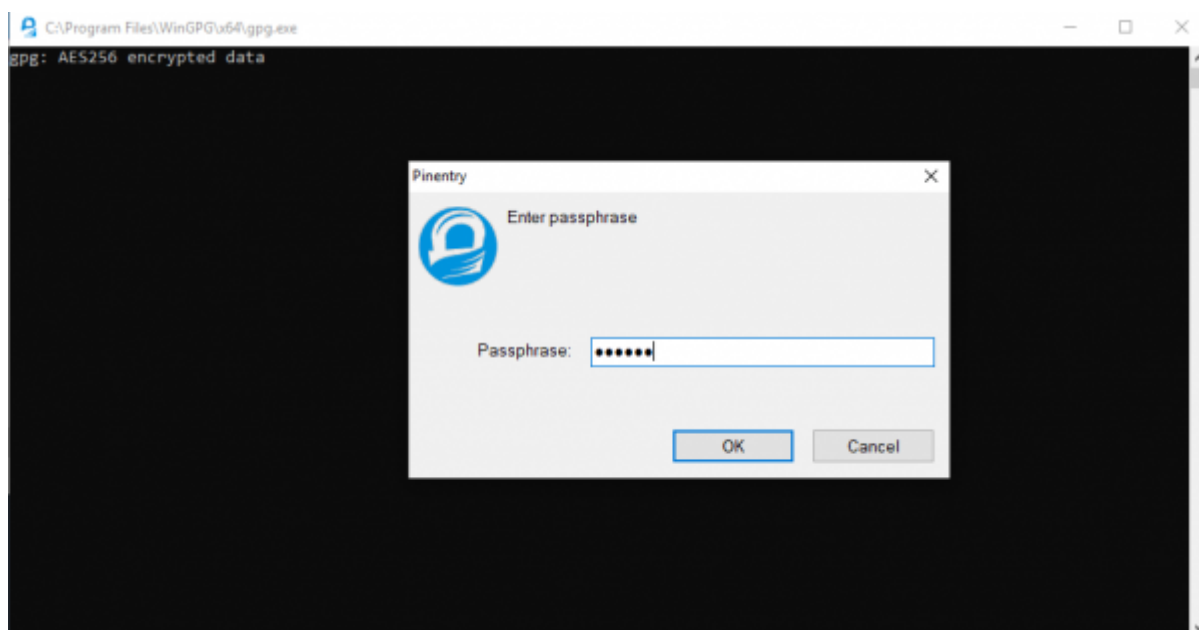 C:\Program Files\WinGPG\x64\gpg.exe
gpg: AES256 encrypted data
Pinentry
Enter passphrase
Passphrase: ••••••
OK Cancel